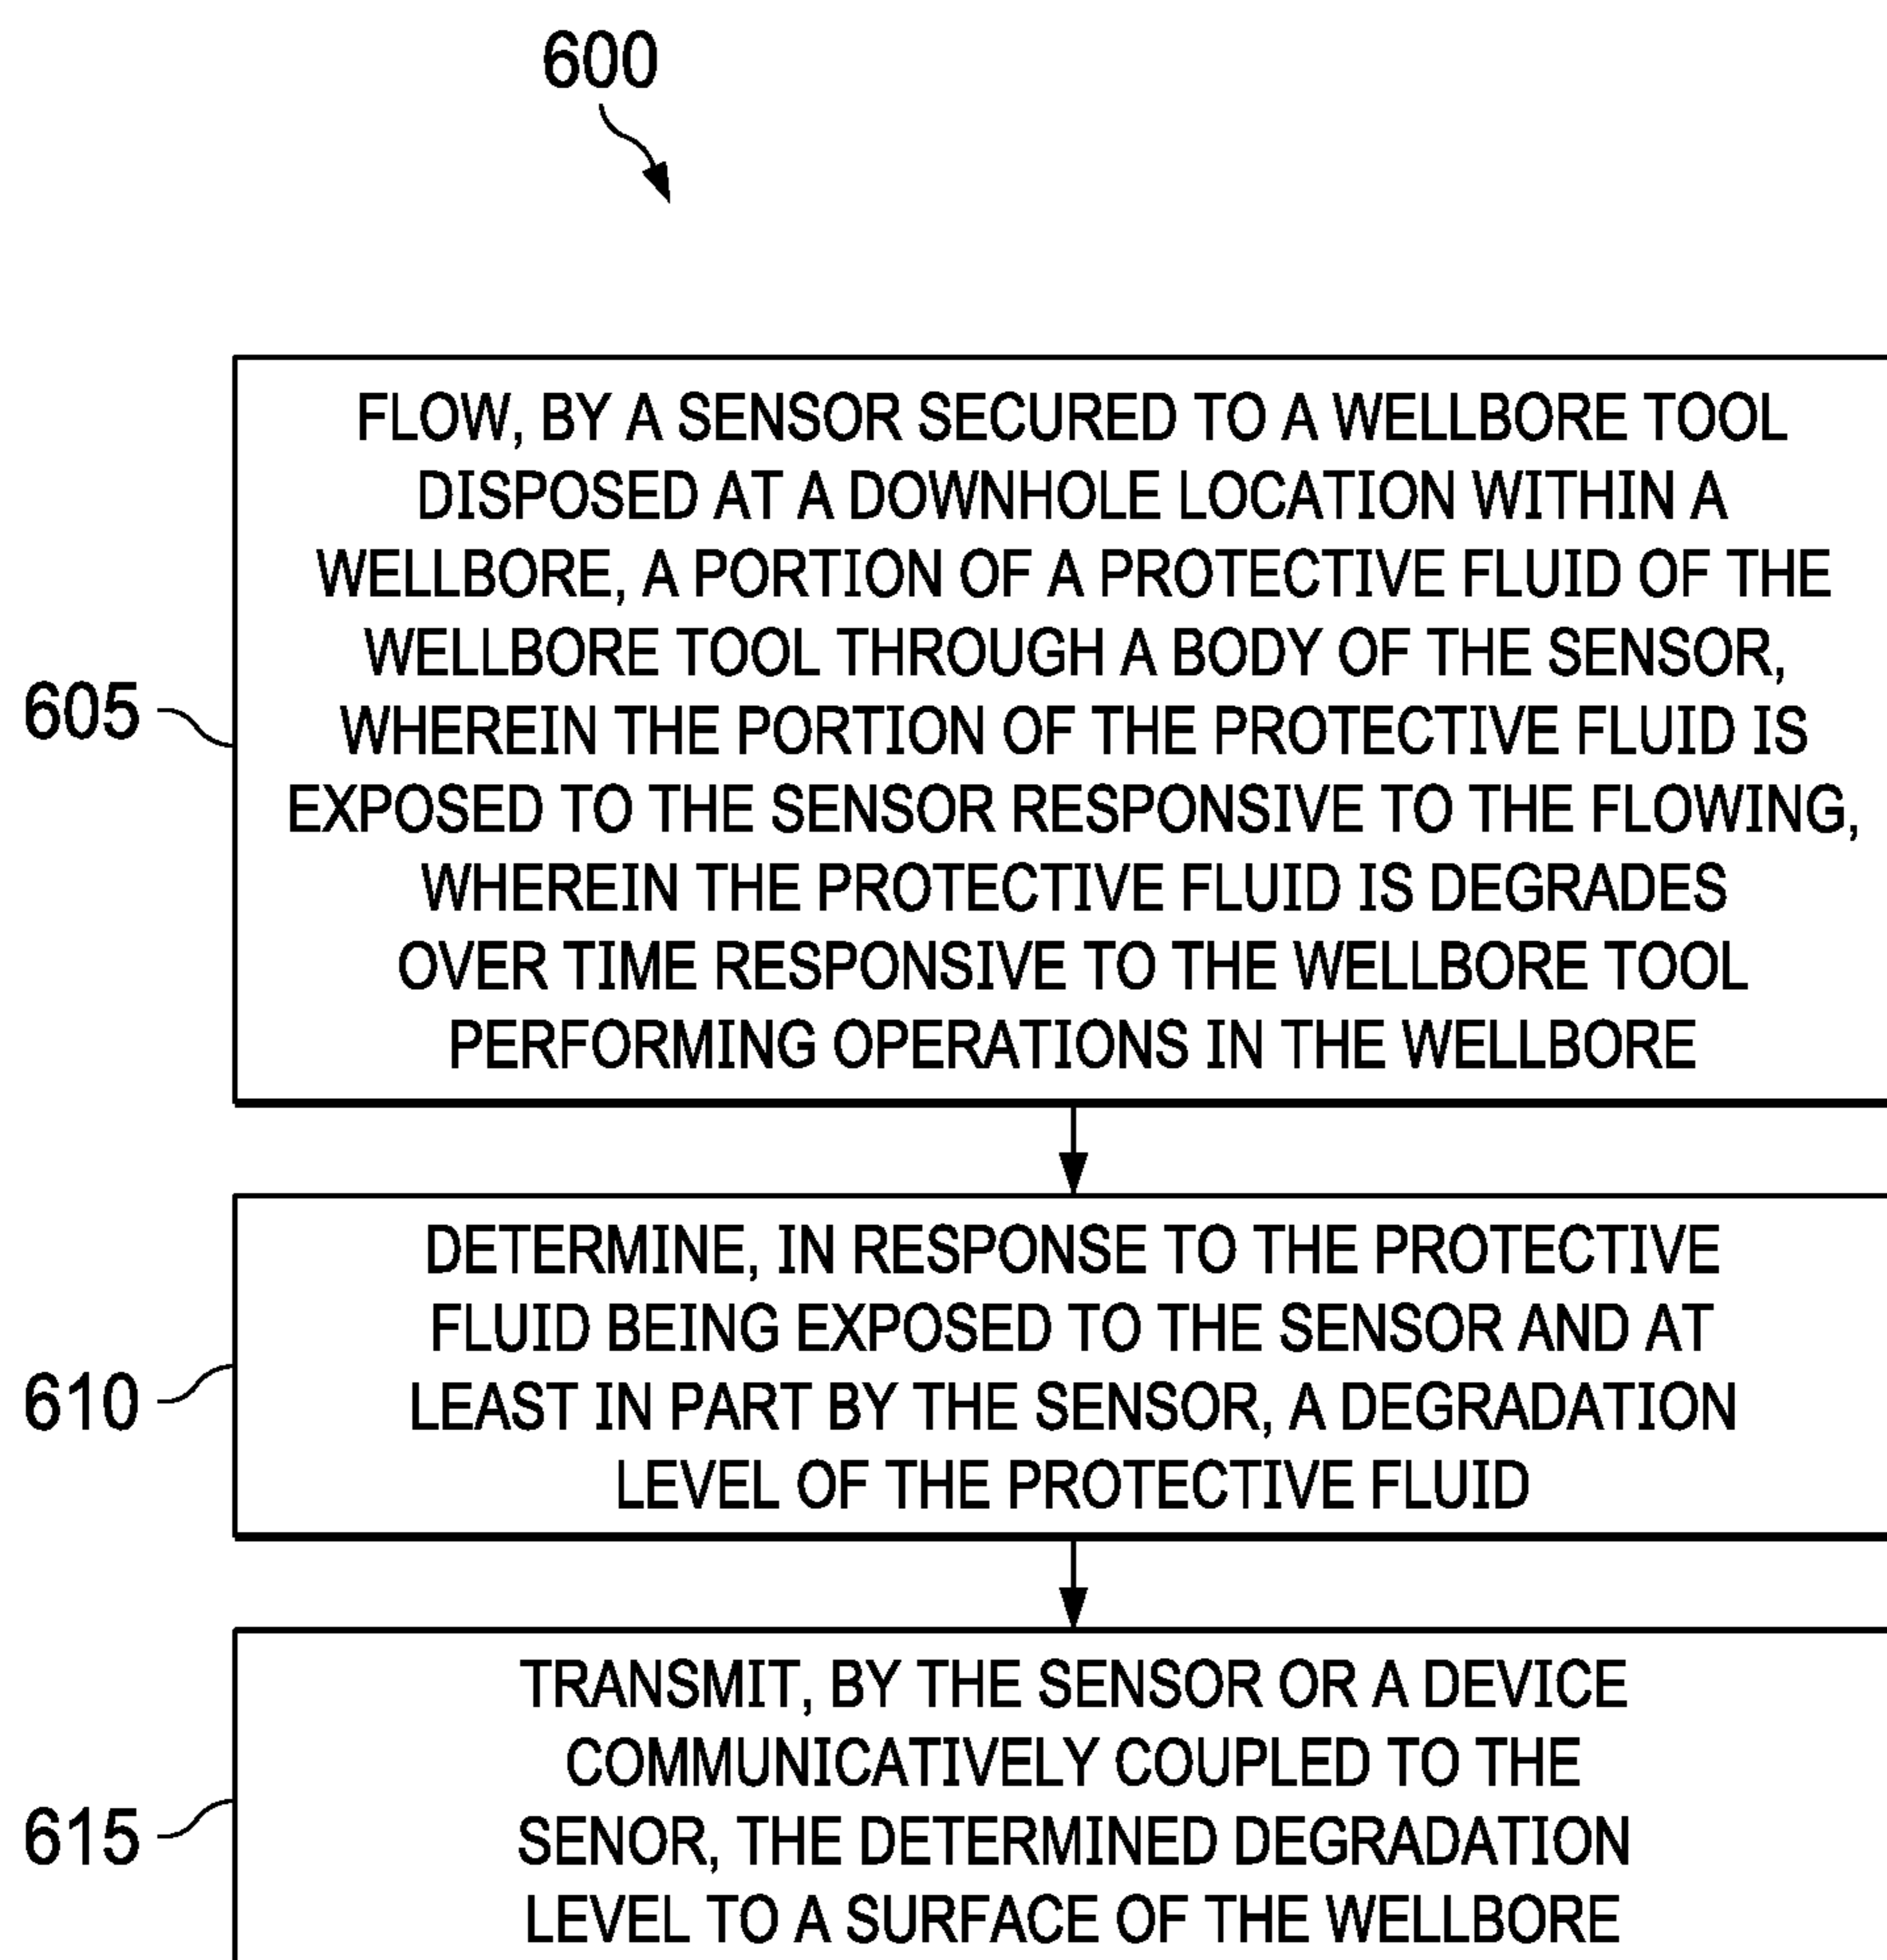 600
FLOW, BY A SENSOR SECURED TO A WELLBORE TOOL
DISPOSED AT A DOWNHOLE LOCATION WITHIN A
WELLBORE, A PORTION OF A PROTECTIVE FLUID OF THE
WELLBORE TOOL THROUGH A BODY OF THE SENSOR,
605
WHEREIN THE PORTION OF THE PROTECTIVE FLUID IS
EXPOSED TO THE SENSOR RESPONSIVE TO THE FLOWING,
WHEREIN THE PROTECTIVE FLUID IS DEGRADES
OVER TIME RESPONSIVE TO THE WELLBORE TOOL
PERFORMING OPERATIONS IN THE WELLBORE
DETERMINE, IN RESPONSE TO THE PROTECTIVE
FLUID BEING EXPOSED TO THE SENSOR AND AT
610
LEAST IN PART BY THE SENSOR, A DEGRADATION
LEVEL OF THE PROTECTIVE FLUID
TRANSMIT, BY THE SENSOR OR A DEVICE
COMMUNICATIVELY COUPLED TO THE
615
SENOR, THE DETERMINED DEGRADATION
LEVEL TO A SURFACE OF THE WELLBORE